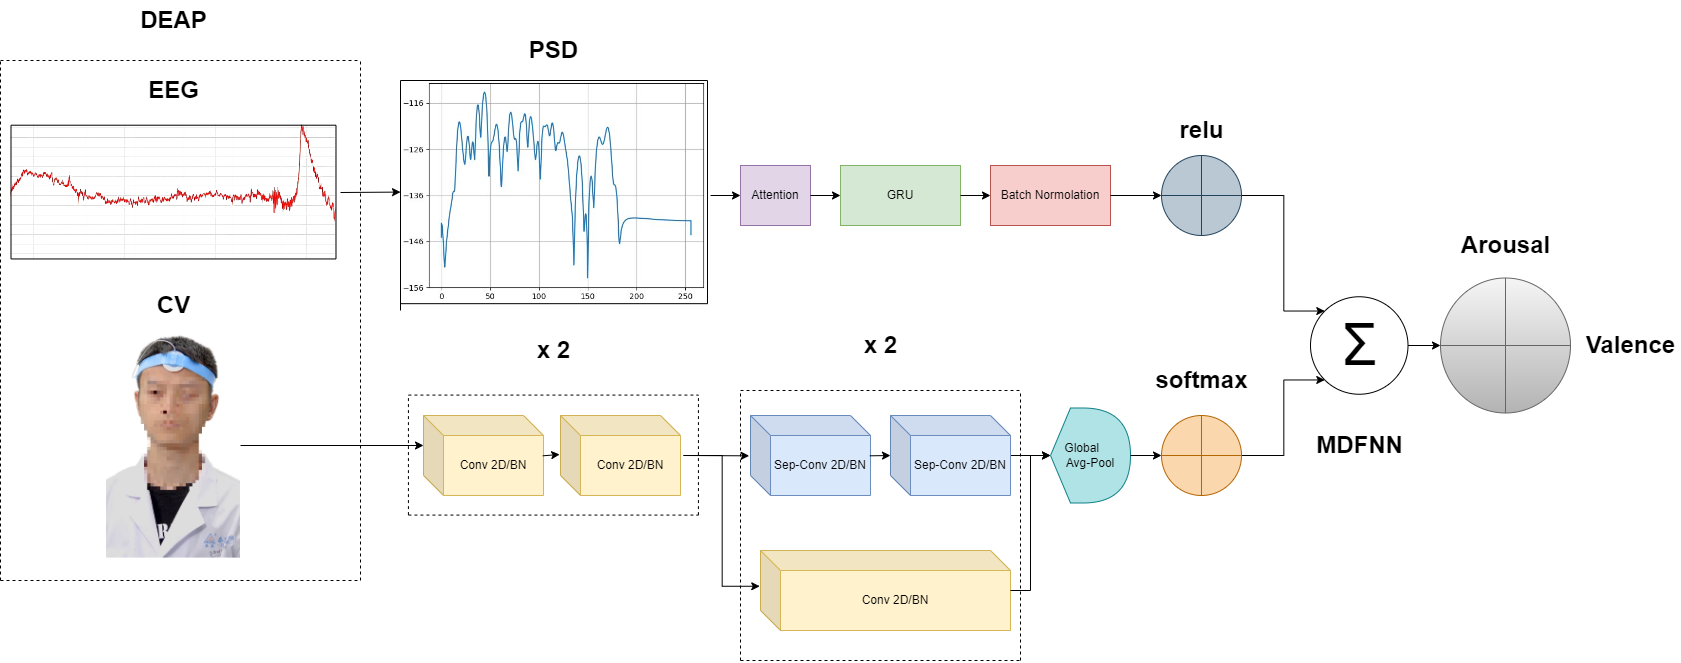 DEAP
EEG
PSD
-116
-126
-136
-146
-156
0 50 100 150 200 250
Attention
GRU
Batch Normolation
relu
CV
x 2
Conv 2D/BN
Conv 2D/BN
x 2
Sep-Conv 2D/BN
Sep-Conv 2D/BN
Conv 2D/BN
Global
Avg-Pool
softmax
Σ
MDFNN
Arousal
Valence